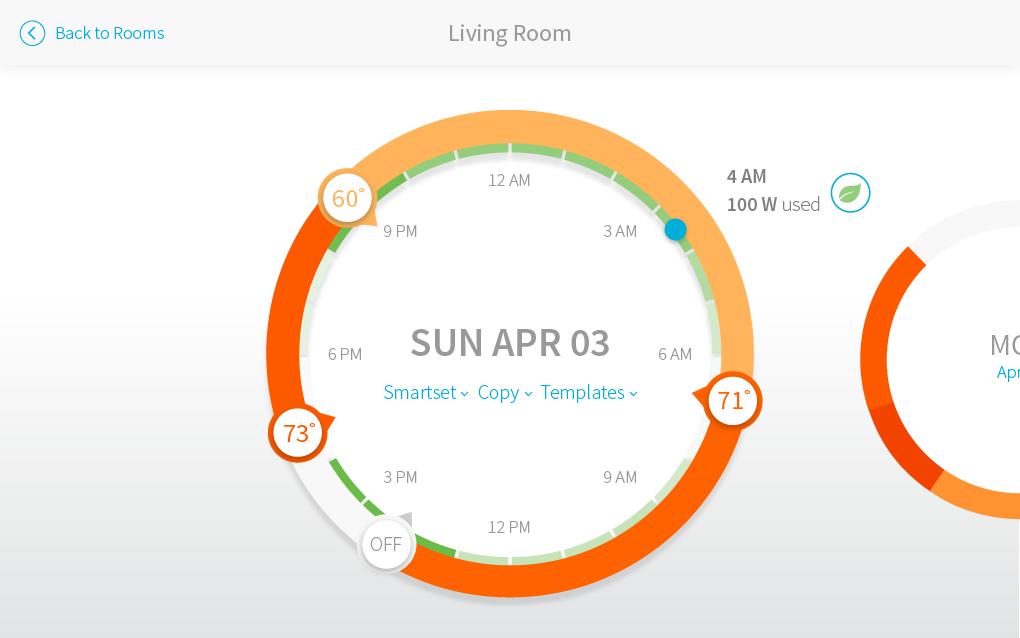 Back to Rooms
Living Room
12 AM
4 AM
100 W used
60°
9 PM
3 AM
SUN APR 03
6 PM
6 AM
MO
Apr
Smartset Copy Templates
71°
73°
3 PM
9 AM
12 PM
OFF